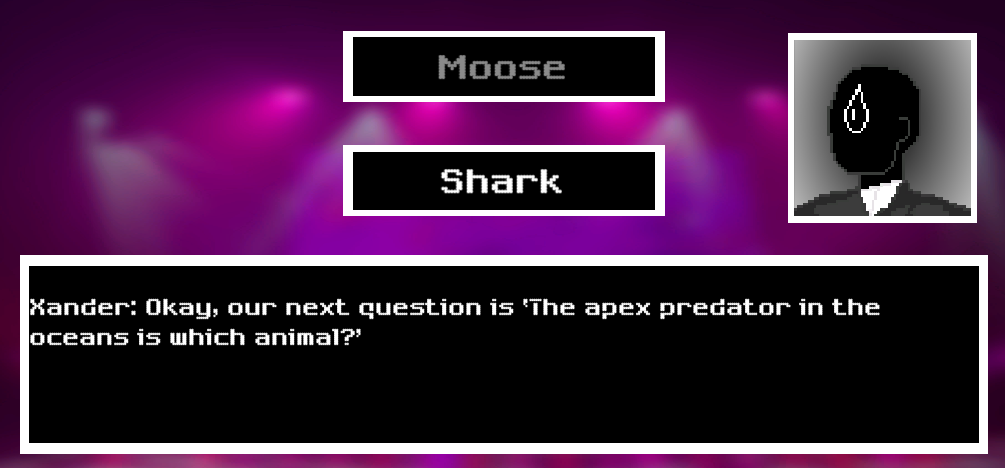 Moose
Shark
Xander: Okay, our next question is ‘The apex predator in the
oceans is which animal?’